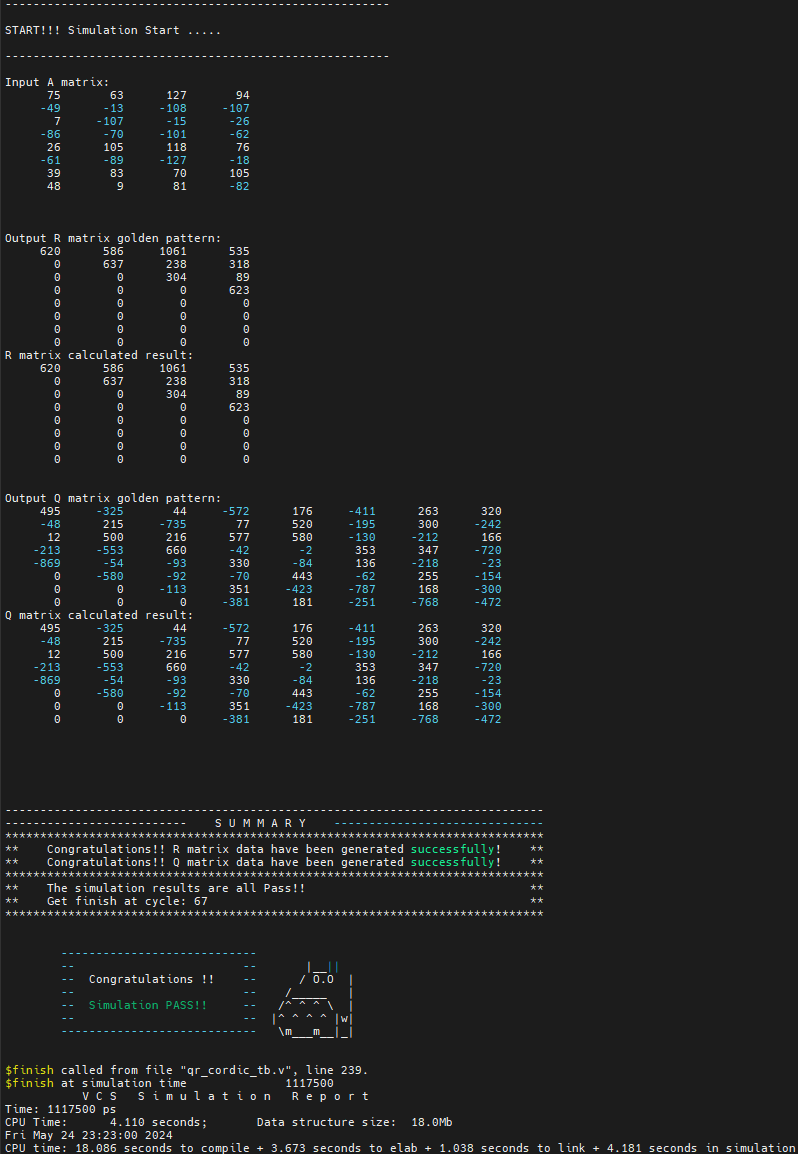 -------------------------------------------------------
START!!! Simulation Start .....
-------------------------------------------------------
Input A matrix:
75 63 127 94
-49 -13 -108 -107
7 -107 -15 -26
-86 -70 -101 -62
26 105 118 76
-61 -89 -127 -18
39 83 70 105
48 9 81 -82
Output R matrix golden pattern:
620 586 1061 535
0 637 238 318
0 0 304 89
0 0 0 623
0 0 0 0
0 0 0 0
0 0 0 0
0 0 0 0
R matrix calculated result:
620 586 1061 535
0 637 238 318
0 0 304 89
0 0 0 623
0 0 0 0
0 0 0 0
0 0 0 0
0 0 0 0
Output Q matrix golden pattern:
495 -325 44 -572 176 -411 263 320
-48 215 -735 77 520 -195 300 -242
12 500 216 577 580 -130 -212 166
-213 -553 660 -42 -2 353 347 -720
-869 -54 -93 330 -84 136 -218 -23
0 -580 -92 -70 443 -62 255 -154
0 0 -113 351 -423 -787 168 -300
0 0 0 -381 181 -251 -768 -472
Q matrix calculated result:
495 -325 44 -572 176 -411 263 320
-48 215 -735 77 520 -195 300 -242
12 500 216 577 580 -130 -212 166
-213 -553 660 -42 -2 353 347 -720
-869 -54 -93 330 -84 136 -218 -23
0 -580 -92 -70 443 -62 255 -154
0 0 -113 351 -423 -787 168 -300
0 0 0 -381 181 -251 -768 -472
-----------------------------------------------------------------------------
--------------------------    S U M M A R Y    ------------------------------
*****************************************************************************
**    Congratulations!! R matrix data have been generated successfully!    **
**    Congratulations!! Q matrix data have been generated successfully!    **
*****************************************************************************
**    The simulation results are all Pass!!                                **
**    Get finish at cycle: 67                                              **
*****************************************************************************
        ----------------------------
        --                        --       |__||
        --  Congratulations !!    --      / O.O  |
        --                        --    /_____   |
        --  Simulation PASS!!     --   /^ ^ ^ \  |
        --                        --  |^ ^ ^ ^ |w|
        ----------------------------   \m___m__|_|
$finish called from file "qr_cordic_tb.v", line 239.
$finish at simulation time              1117500
           V C S   S i m u l a t i o n   R e p o r t
Time: 1117500 ps
CPU Time:      4.110 seconds;       Data structure size:  18.0Mb
Fri May 24 23:23:00 2024
CPU time: 18.086 seconds to compile + 3.673 seconds to elab + 1.038 seconds to link + 4.181 seconds in simulation